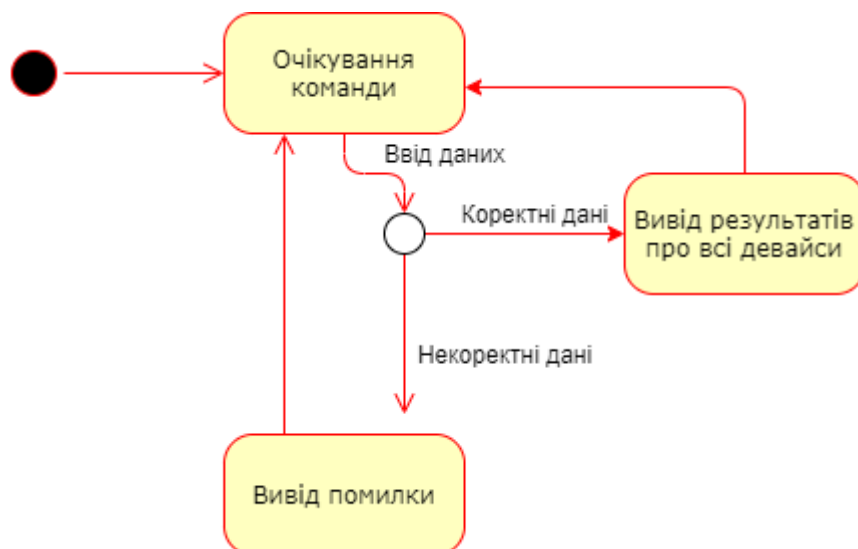 Очікування
команди
Ввід даних
Коректні дані
Вивід результатів
про всі девайси
Некоректні дані
Вивід помилки